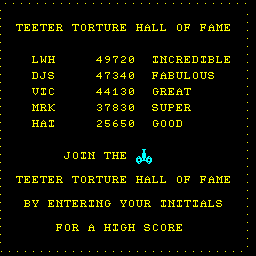 TEETER TORTURE HALL OF FAME
LWH 49720 INCREDIBLE
DJS 47340 FABULOUS
VIC 44130 GREAT
MRK 37830 SUPER
HAI 25650 GOOD
JOIN THE
TEETER TORTURE HALL OF FAME
BY ENTERING YOUR INITIALS
FOR A HIGH SCORE